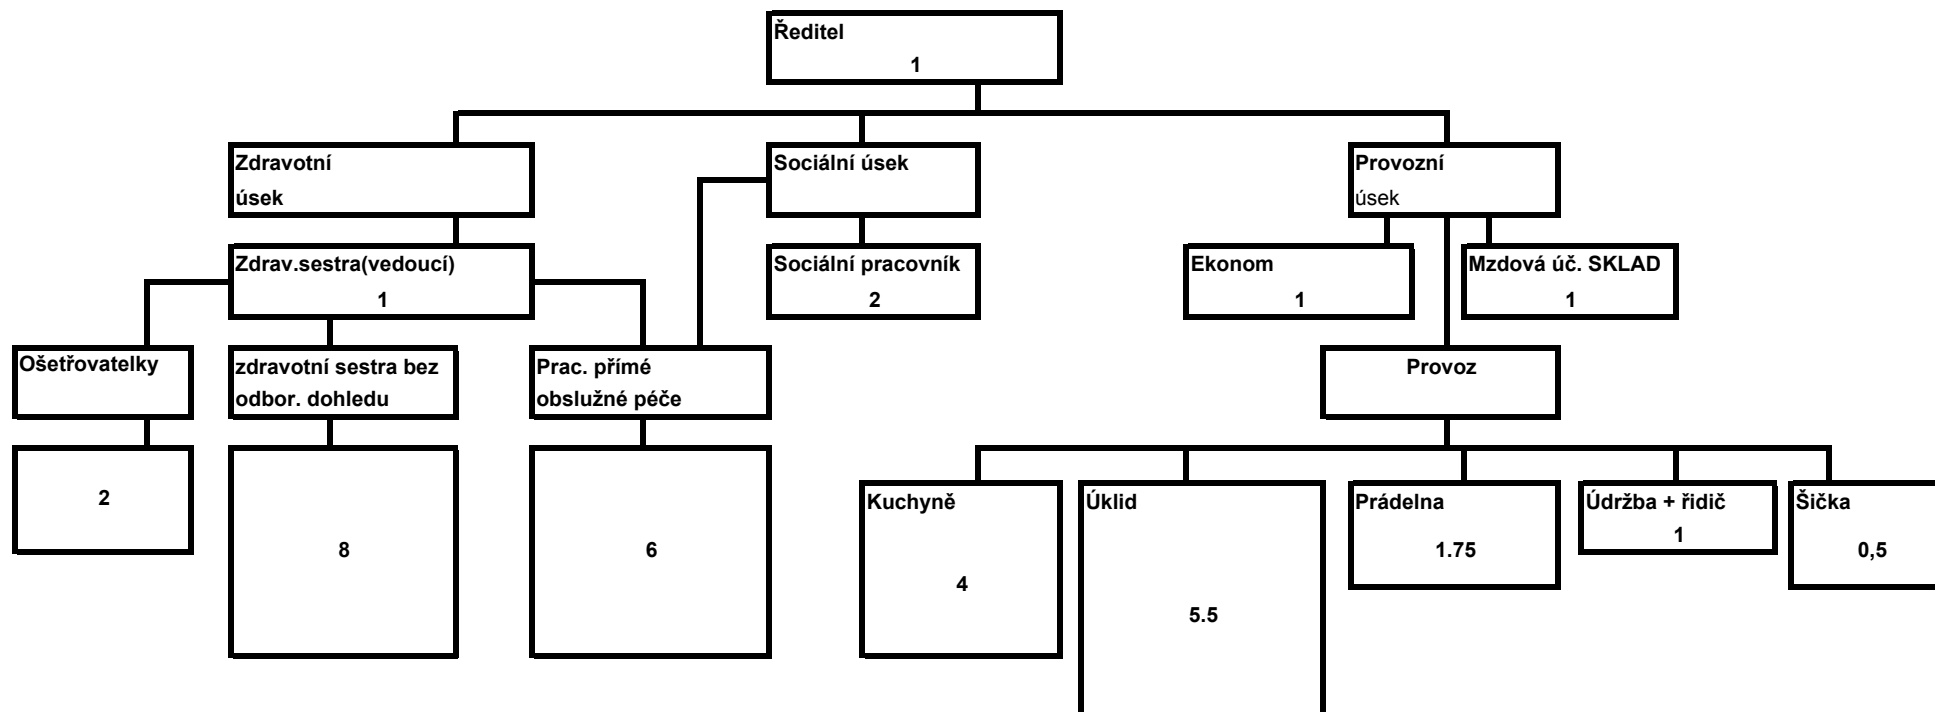 Ředitel
1
Zdravotní
úsek
Sociální úsek
Provozní
úsek
Zdrav.sestra(vedoucí)
1
Sociální pracovník
2
Ekonom
1
Mzdová úč. SKLAD
1
Ošetřovatelky
zdravotní sestra bez
odbor. dohledu
Prac. přímé
obslužné péče
Provoz
2
8
6
Kuchyně
4
Úklid
5.5
Prádelna
1.75
Údržba + řidič
1
Šička
0,5